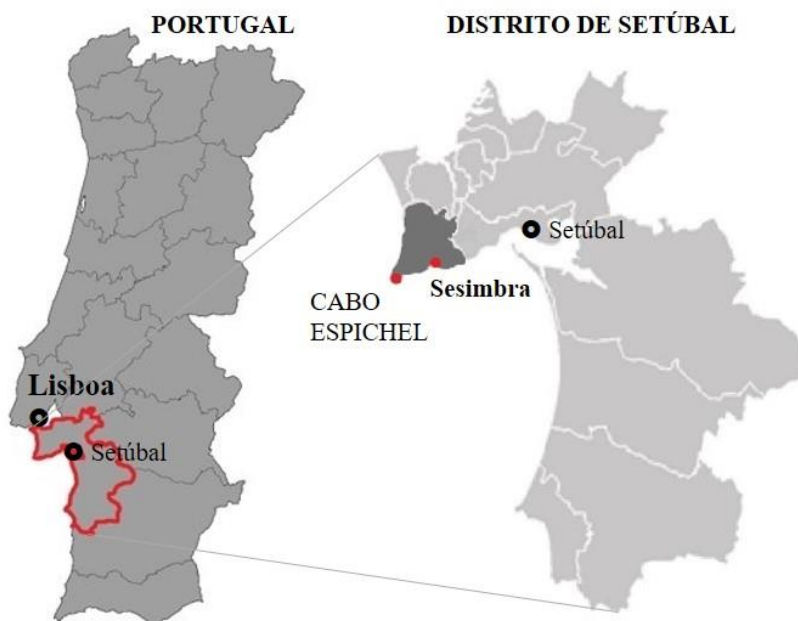 PORTUGAL
DISTRITO DE SETÚBAL
Lisboa
Setúbal
Setúbal
Sesimbra
CABO
ESPICHEL